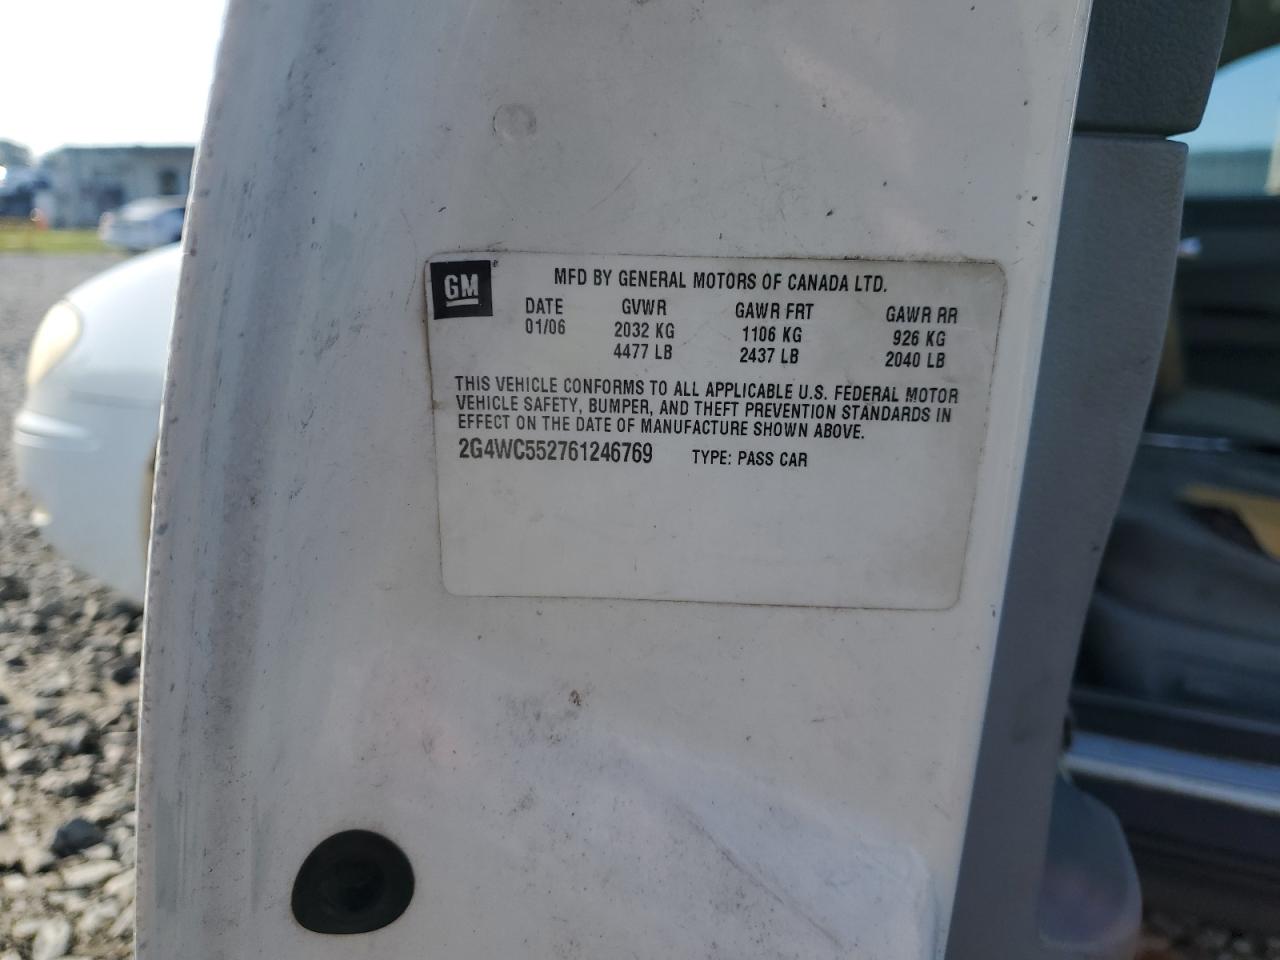 GM®
MFD BY GENERAL MOTORS OF CANADA LTD.
DATE GVWR GAWR FRT GAWR RR
01/06 2032 KG 1106 KG 926 KG
4477 LB 2437 LB 2040 LB
THIS VEHICLE CONFORMS TO ALL APPLICABLE U.S. FEDERAL MOTOR
VEHICLE SAFETY, BUMPER, AND THEFT PREVENTION STANDARDS IN
EFFECT ON THE DATE OF MANUFACTURE SHOWN ABOVE.
2G4WC552761246769 TYPE: PASS CAR